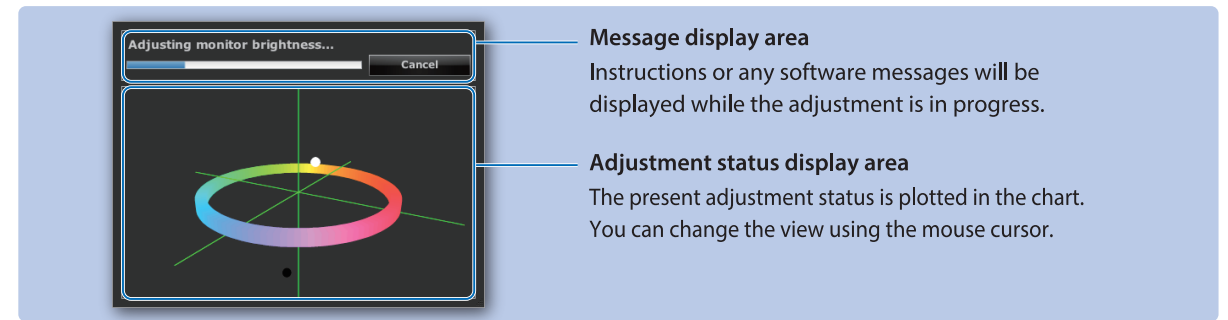 Adjusting monitor brightness...
Cancel
Message display area
Instructions or any software messages will be
displayed while the adjustment is in progress.
Adjustment status display area
The present adjustment status is plotted in the chart.
You can change the view using the mouse cursor.